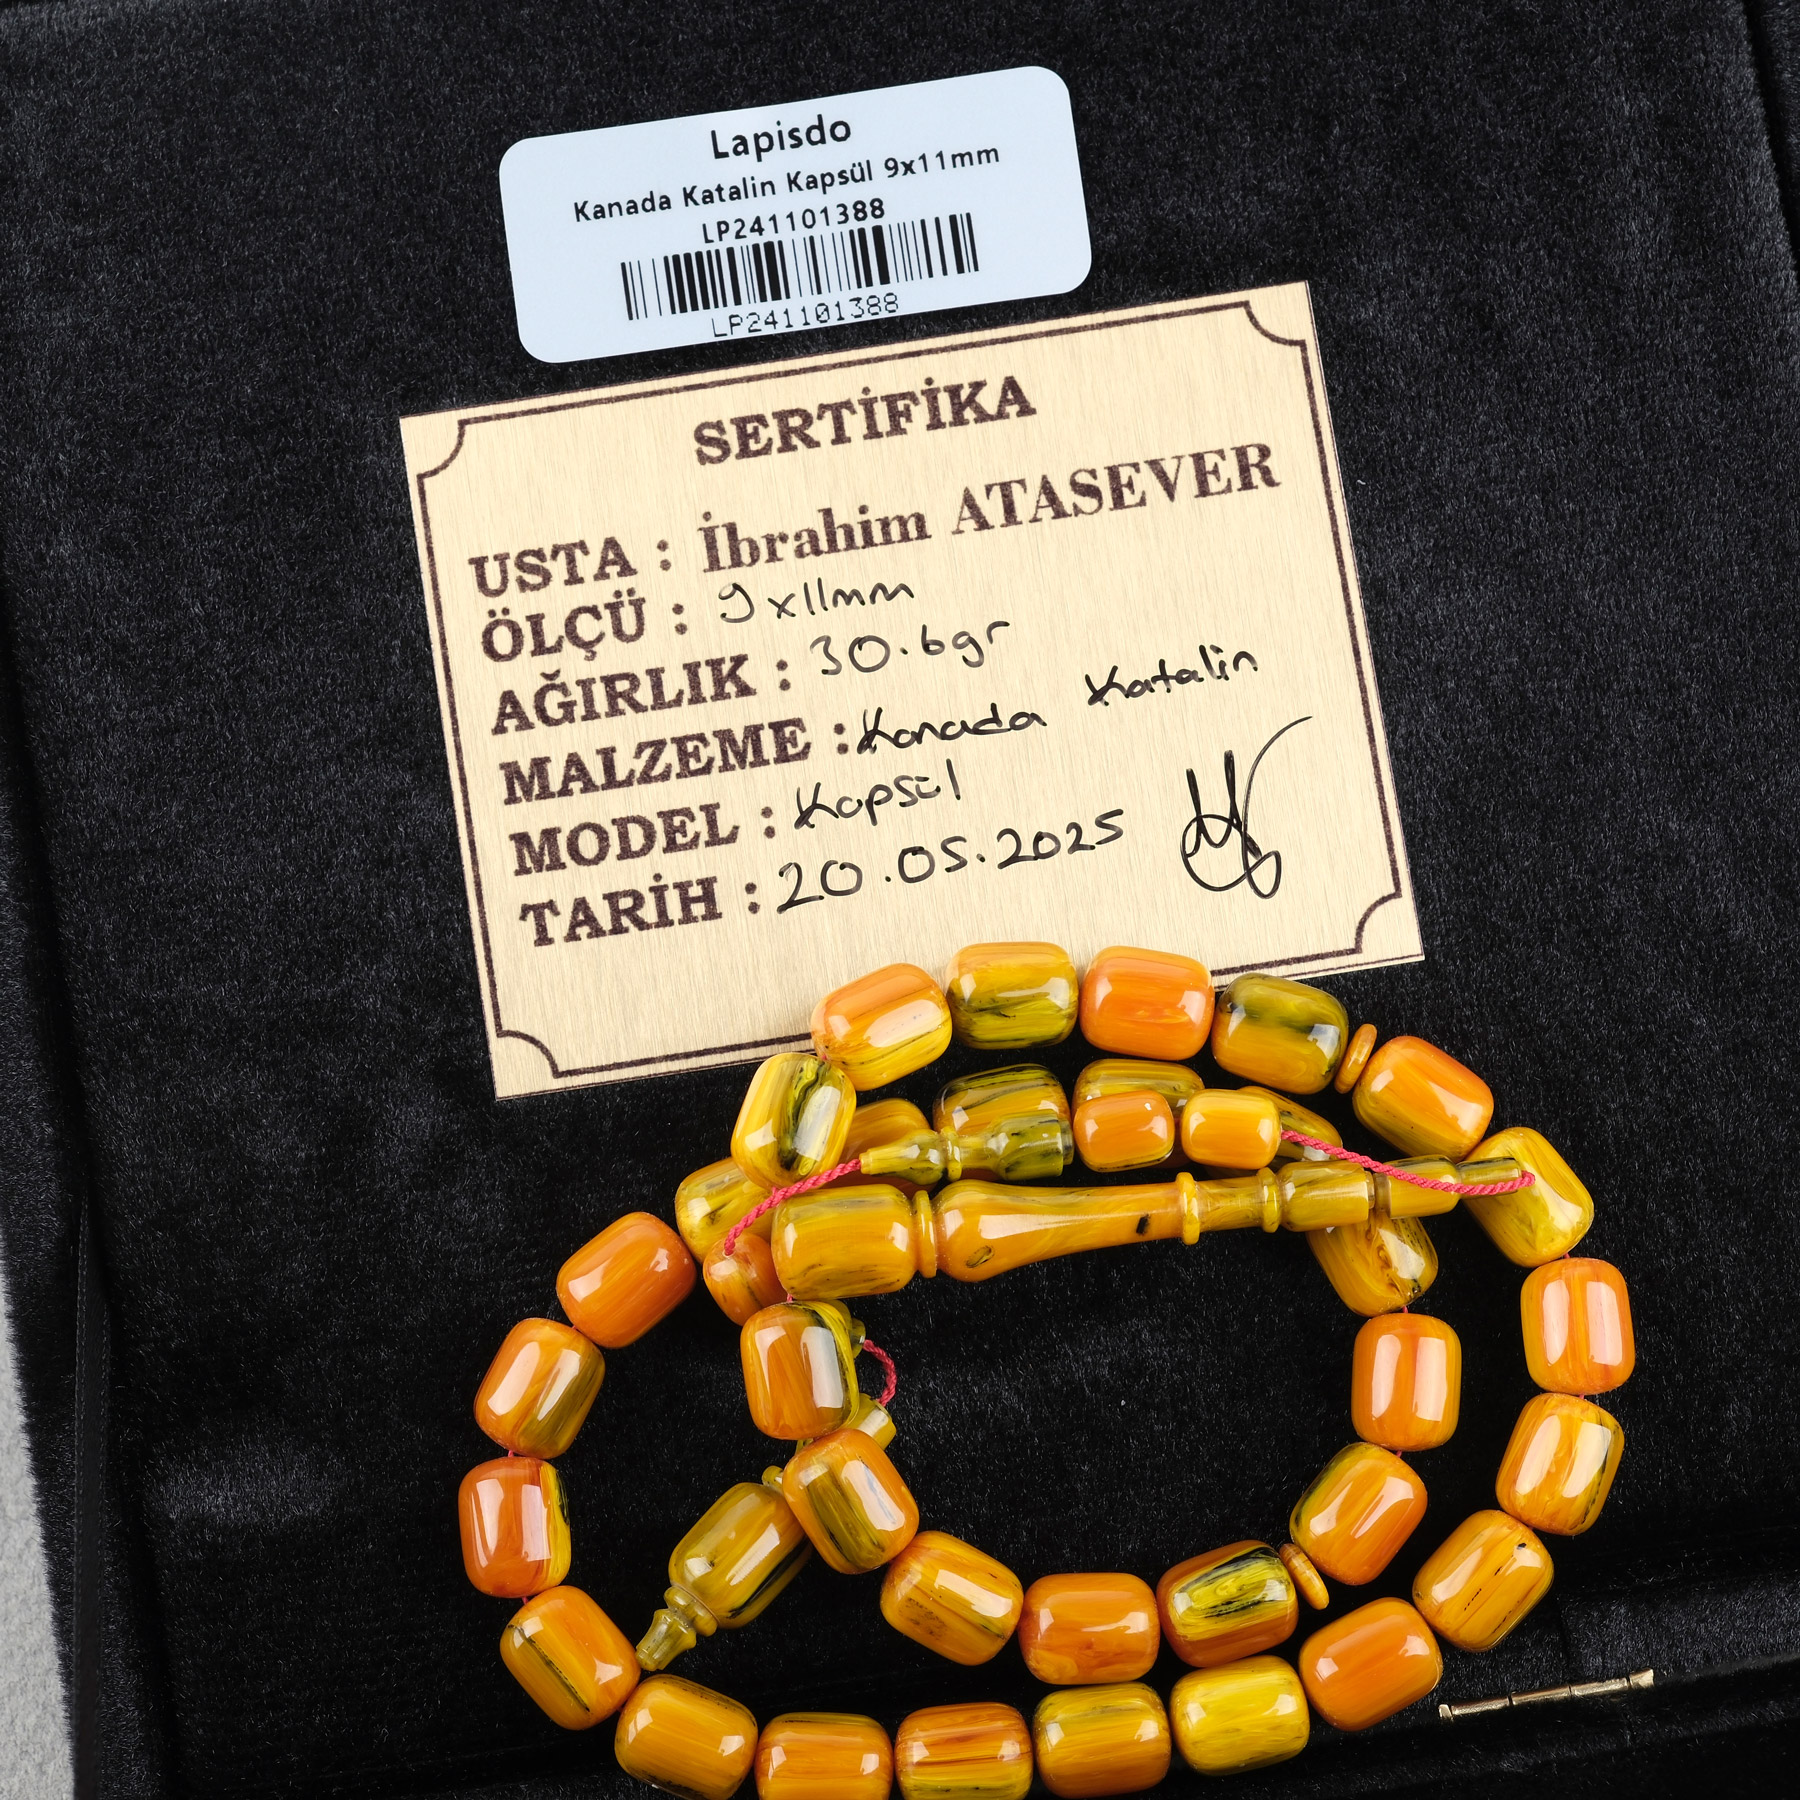 Lapisdo
Kanada Katalin Kapsül 9x11mm
LP241101388
LP241101388
SERTİFİKA
USTA : İbrahim ATASEVER
ÖLÇÜ : 9x11mm
AĞIRLIK : 30.6gr
MALZEME : Kanada Katalin
MODEL : Kapsül
TARİH : 20.05.2025